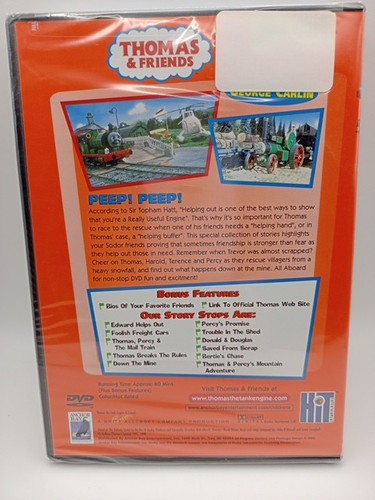 THOMAS
& FRIENDS
GEORGE CARLIN
PEEP! PEEP!
According to Sir Topham Hatt, "Helping out is one of the best ways to show
that you're a Really Useful Engine". That's why it's so important for Thomas
to race to the rescue when one of his friends needs a "helping hand", or in
Thomas' case, a "helping buffer". This special collection of stories highlights
your Sodor friends proving that sometimes friendship is stronger than fear as
they help out those in need. Remember when Trevor was almost scrapped?
Cheer on Thomas, Harold, Terence and Percy as they rescue villagers from a
heavy snowfall, and find out what happens down at the mine. All Aboard
for non-stop DVD fun and excitement!
BONUS FEATURES
Bios Of Your Favorite Friends
Link To Official Thomas Web Site
OUR STORY STOPS ARE:
Edward Helps Out
Foolish Freight Cars
Thomas, Percy &
The Mail Train
Thomas Breaks The Rules
Down The Mine
Percy's Promise
Trouble In The Shed
Donald & Douglas
Saved From Scrap
Bertie's Chase
Thomas & Percy's Mountain
Adventure
Running Time Approx. 60 mins.
(Plus Bonus Features)
Visit Thomas & Friends at
www.thomasthetankengine.com
DVD
ANCHOR
BAY
HiT